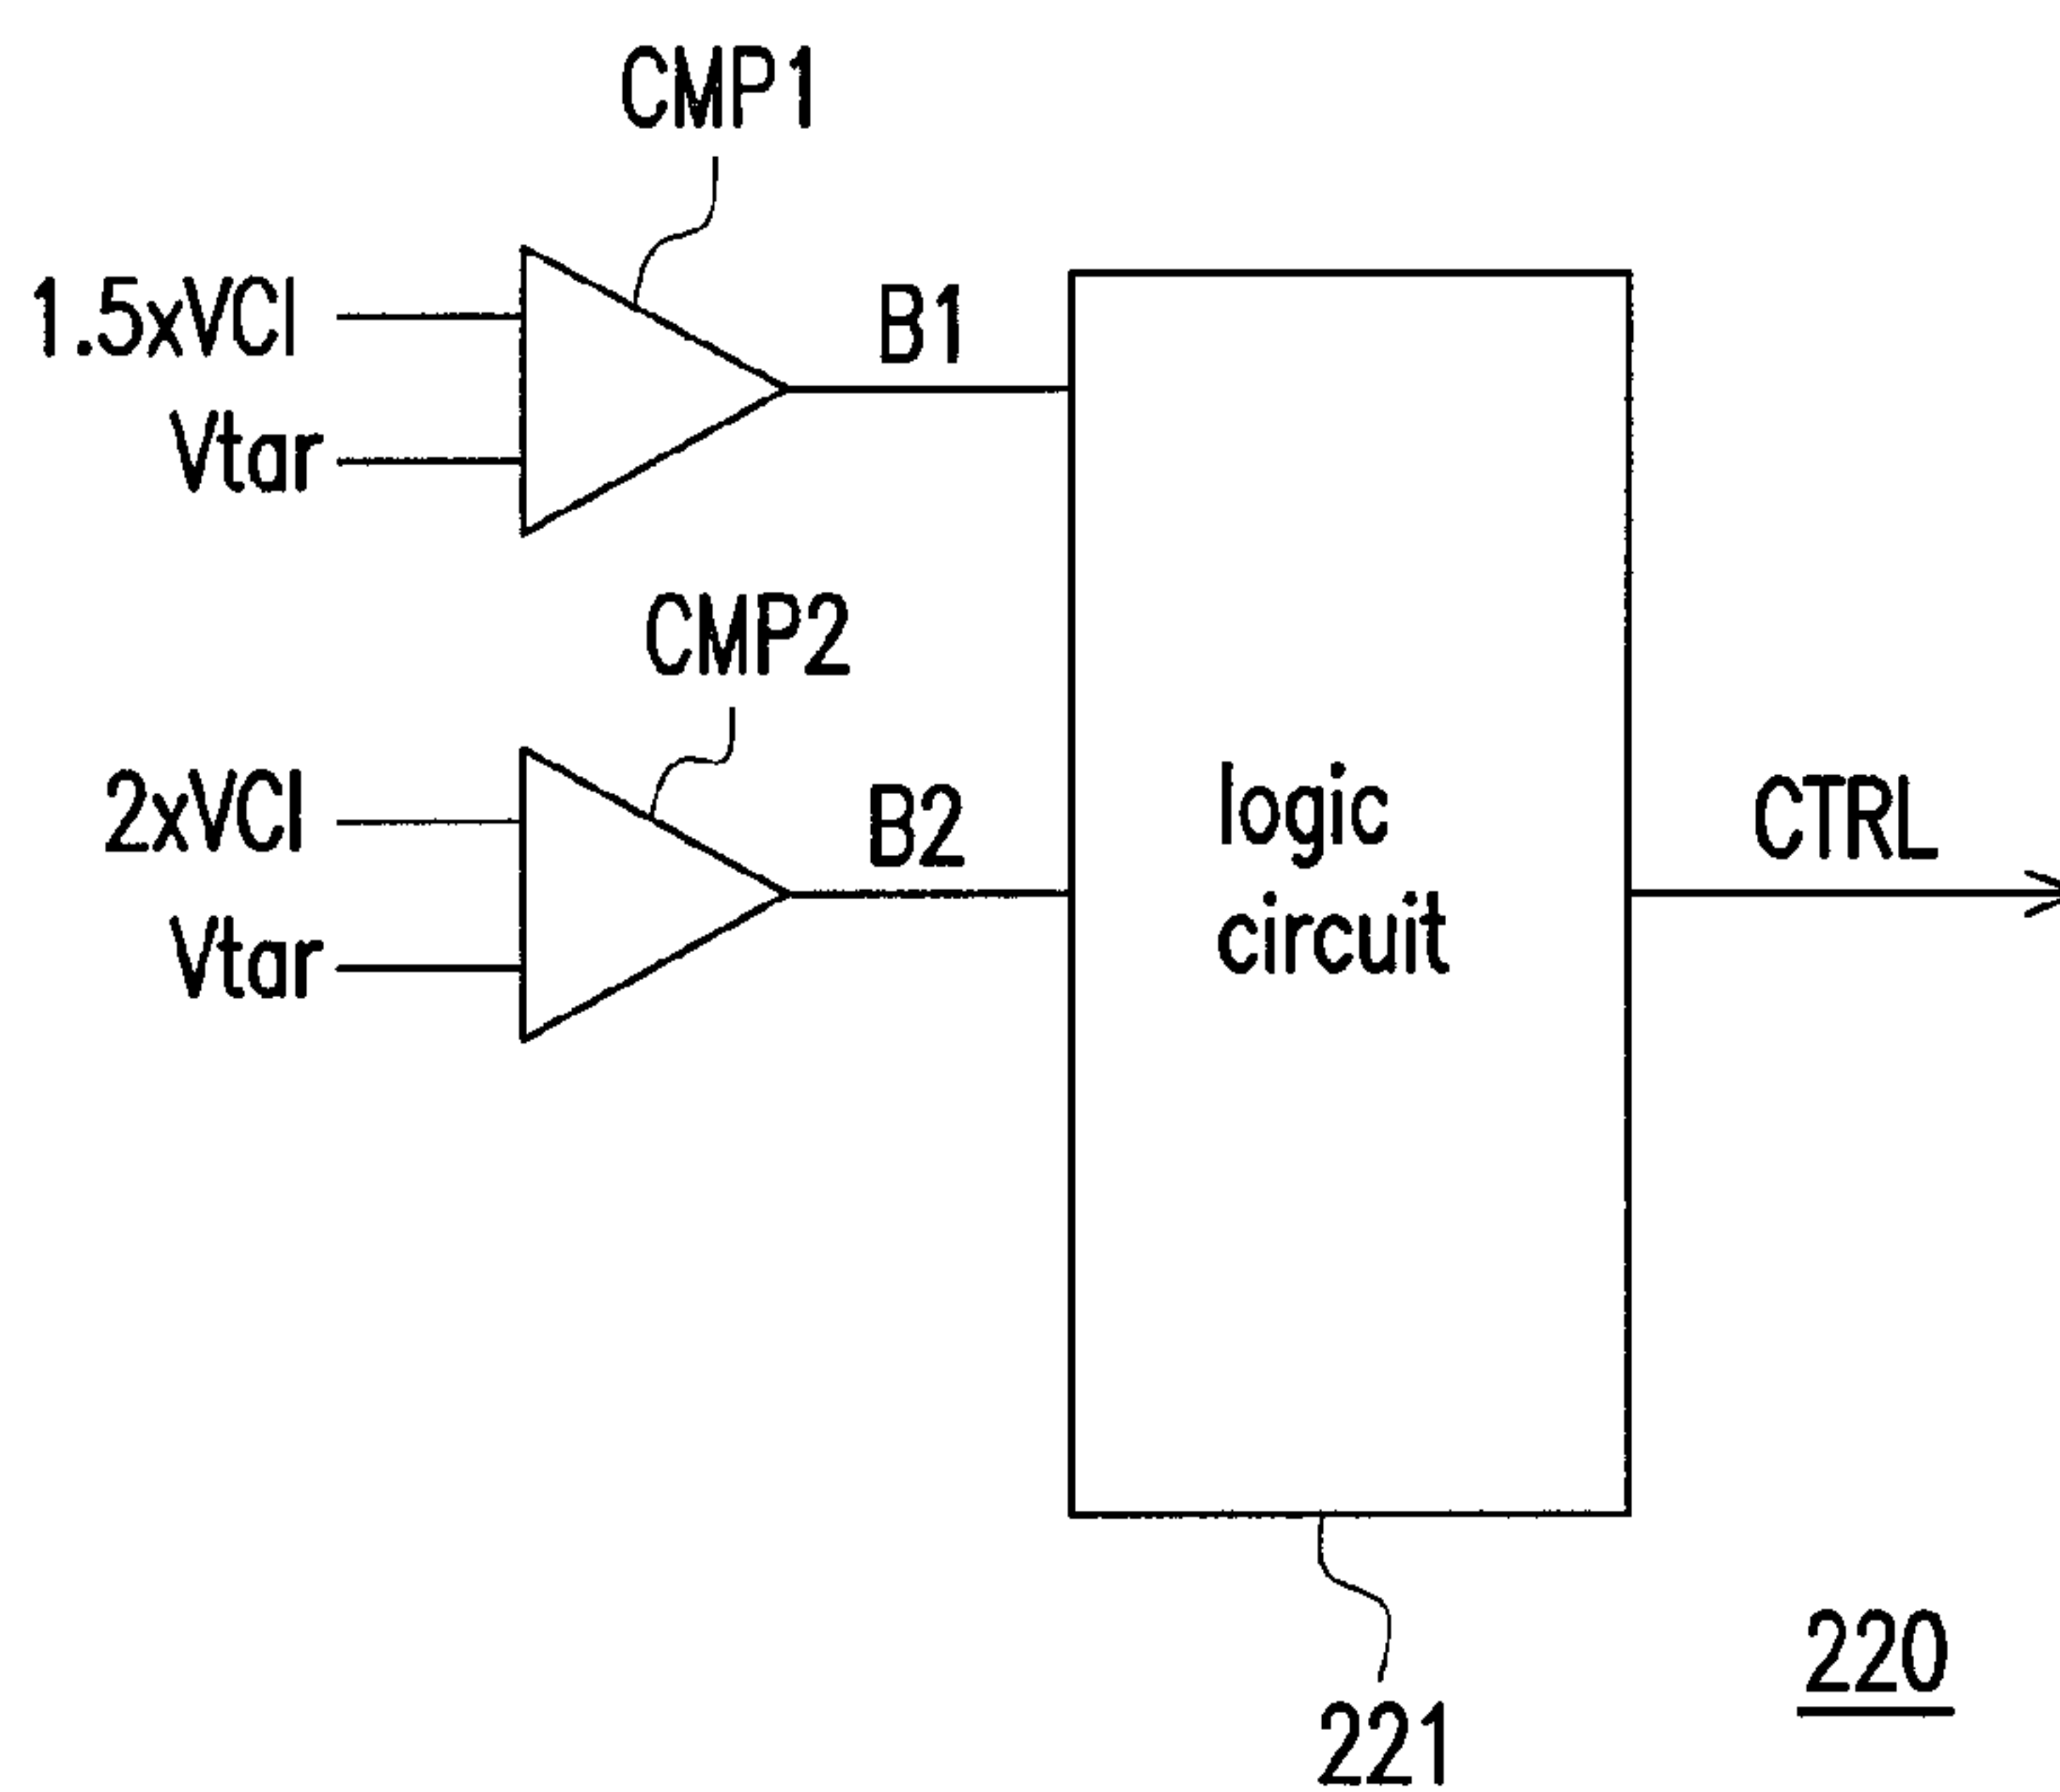 CMP1
1.5xVCI
B1
Vtar
CMP2
2xVCI
B2
Vtar
logic
circuit
CTRL
220
221